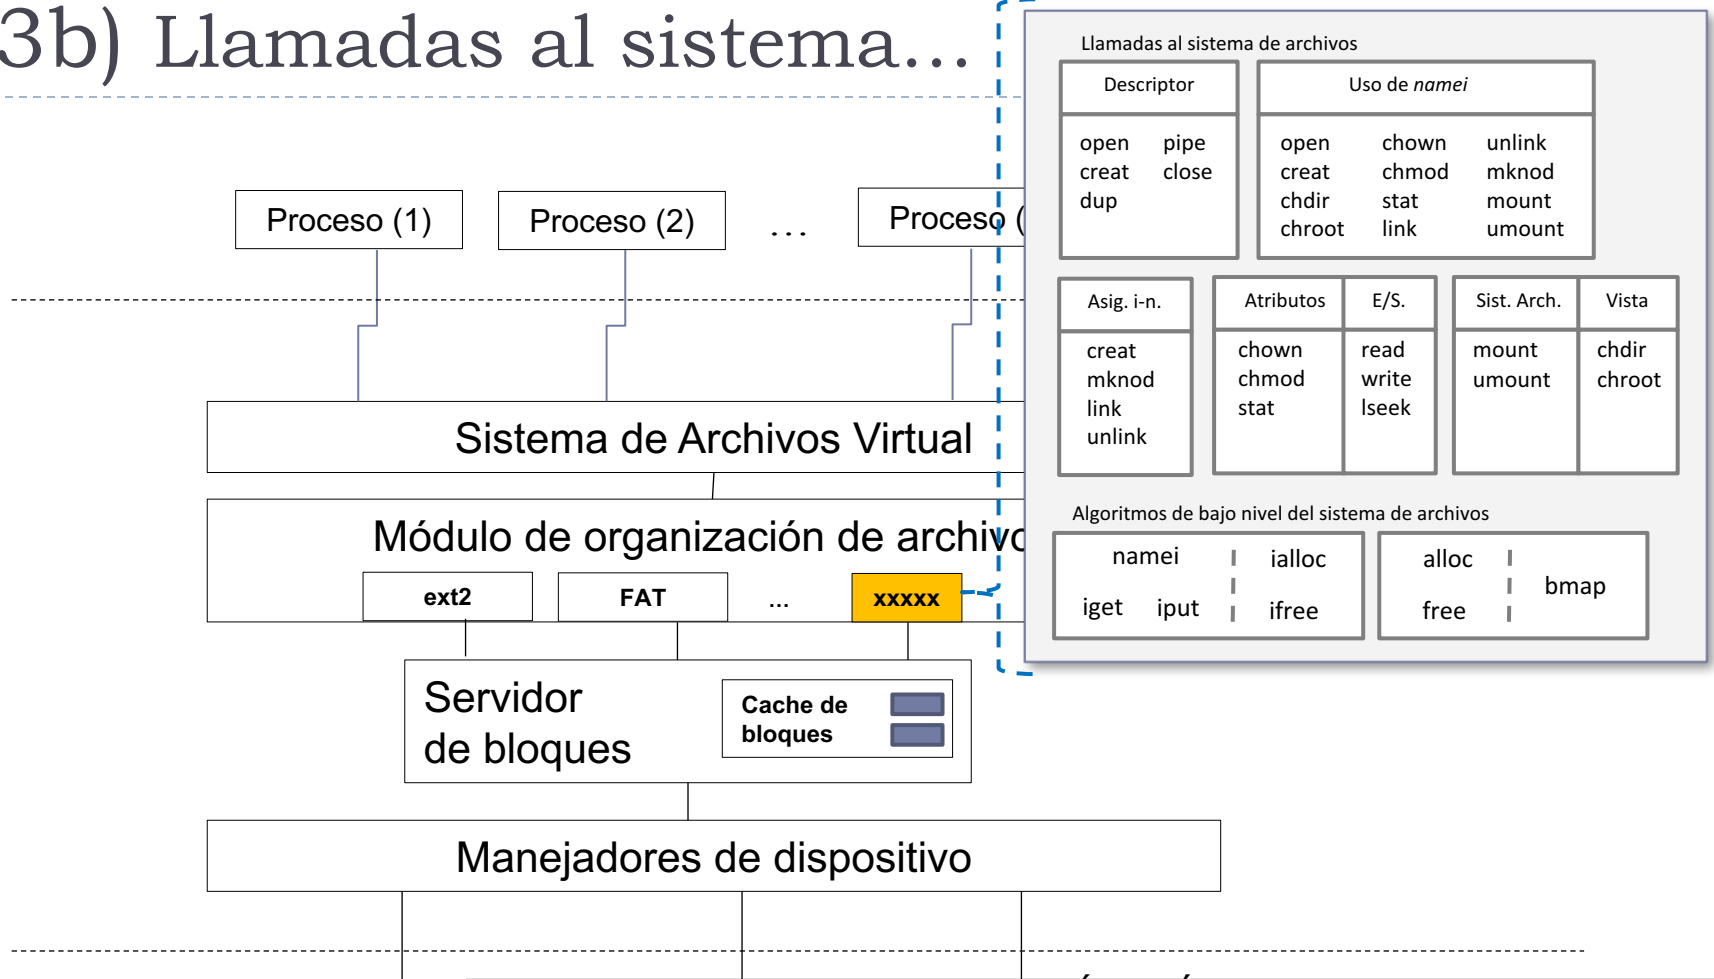 3b) Llamadas al sistema...
Proceso (1)
Proceso (2)
...
Proceso (
Sistema de Archivos Virtual
Módulo de organización de archivo
ext2
FAT
...
xxxxx
Servidor
de bloques
Cache de
bloques
Manejadores de dispositivo
Llamadas al sistema de archivos
Descriptor
open pipe
creat close
dup
Uso de namei
open chown unlink
creat chmod mknod
chdir stat mount
chroot link umount
Asig. i-n.
creat
mknod
link
unlink
Atributos
chown
chmod
stat
E/S.
read
write
lseek
Sist. Arch.
mount
umount
Vista
chdir
chroot
Algoritmos de bajo nivel del sistema de archivos
namei
iget iput
ialloc
ifree
alloc
free
bmap